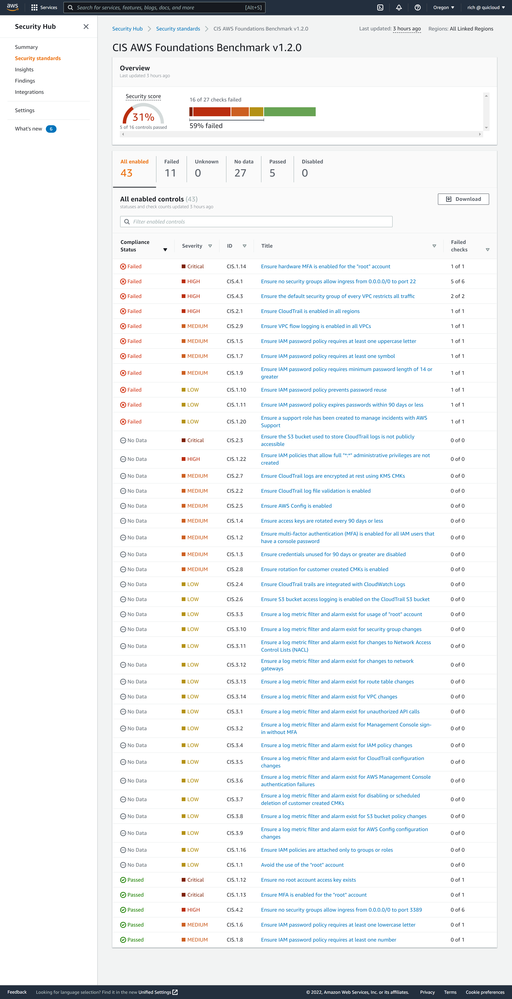 aws Services Search for services, features, blogs, docs, and more [Alt+S] Oregon ▼ rich @ quicloud ▼
Security Hub
Summary
Security standards
Insights
Findings
Integrations
Settings
What's new 6
Security Hub > Security standards > CIS AWS Foundations Benchmark v1.2.0 Last updated: 3 hours ago Regions: All Linked Regions
CIS AWS Foundations Benchmark v1.2.0
Overview
Last updated 3 hours ago
Security score
31%
5 of 16 controls passed
16 of 27 checks failed
59% failed
All enabled Failed Unknown No data Passed Disabled
43 11 0 27 5 0
All enabled controls (43)
statuses and check counts updated 3 hours ago
Download
Filter enabled controls
Compliance Status Severity ID Title Failed checks
Failed Critical CIS.1.14 Ensure hardware MFA is enabled for the "root" account 1 of 1
Failed HIGH CIS.4.1 Ensure no security groups allow ingress from 0.0.0.0/0 to port 22 5 of 6
Failed HIGH CIS.4.3 Ensure the default security group of every VPC restricts all traffic 2 of 2
Failed HIGH CIS.2.1 Ensure CloudTrail is enabled in all regions 1 of 1
Failed MEDIUM CIS.2.9 Ensure VPC flow logging is enabled in all VPCs 1 of 1
Failed MEDIUM CIS.1.5 Ensure IAM password policy requires at least one uppercase letter 1 of 1
Failed MEDIUM CIS.1.7 Ensure IAM password policy requires at least one symbol 1 of 1
Failed MEDIUM CIS.1.9 Ensure IAM password policy requires minimum password length of 14 or greater 1 of 1
Failed LOW CIS.1.10 Ensure IAM password policy prevents password reuse 1 of 1
Failed LOW CIS.1.11 Ensure IAM password policy expires passwords within 90 days or less 1 of 1
Failed LOW CIS.1.20 Ensure a support role has been created to manage incidents with AWS Support 1 of 1
No Data Critical CIS.2.3 Ensure the S3 bucket used to store CloudTrail logs is not publicly accessible 0 of 0
No Data HIGH CIS.1.22 Ensure IAM policies that allow full "*:*" administrative privileges are not created 0 of 0
No Data MEDIUM CIS.2.7 Ensure CloudTrail logs are encrypted at rest using KMS CMKs 0 of 0
No Data MEDIUM CIS.2.2 Ensure CloudTrail log file validation is enabled 0 of 0
No Data MEDIUM CIS.2.5 Ensure AWS Config is enabled 0 of 0
No Data MEDIUM CIS.1.4 Ensure access keys are rotated every 90 days or less 0 of 0
No Data MEDIUM CIS.1.2 Ensure multi-factor authentication (MFA) is enabled for all IAM users that have a console password 0 of 0
No Data MEDIUM CIS.1.3 Ensure credentials unused for 90 days or greater are disabled 0 of 0
No Data MEDIUM CIS.2.8 Ensure rotation for customer created CMKs is enabled 0 of 0
No Data LOW CIS.2.4 Ensure CloudTrail trails are integrated with CloudWatch Logs 0 of 0
No Data LOW CIS.2.6 Ensure S3 bucket access logging is enabled on the CloudTrail S3 bucket 0 of 0
No Data LOW CIS.3.3 Ensure a log metric filter and alarm exist for usage of "root" account 0 of 0
No Data LOW CIS.3.10 Ensure a log metric filter and alarm exist for security group changes 0 of 0
No Data LOW CIS.3.11 Ensure a log metric filter and alarm exist for changes to Network Access Control Lists (NACL) 0 of 0
No Data LOW CIS.3.12 Ensure a log metric filter and alarm exist for changes to network gateways 0 of 0
No Data LOW CIS.3.13 Ensure a log metric filter and alarm exist for route table changes 0 of 0
No Data LOW CIS.3.14 Ensure a log metric filter and alarm exist for VPC changes 0 of 0
No Data LOW CIS.3.1 Ensure a log metric filter and alarm exist for unauthorized API calls 0 of 0
No Data LOW CIS.3.2 Ensure a log metric filter and alarm exist for Management Console sign-in without MFA 0 of 0
No Data LOW CIS.3.4 Ensure a log metric filter and alarm exist for IAM policy changes 0 of 0
No Data LOW CIS.3.5 Ensure a log metric filter and alarm exist for CloudTrail configuration changes 0 of 0
No Data LOW CIS.3.6 Ensure a log metric filter and alarm exist for AWS Management Console authentication failures 0 of 0
No Data LOW CIS.3.7 Ensure a log metric filter and alarm exist for disabling or scheduled deletion of customer created CMKs 0 of 0
No Data LOW CIS.3.8 Ensure a log metric filter and alarm exist for S3 bucket policy changes 0 of 0
No Data LOW CIS.3.9 Ensure a log metric filter and alarm exist for AWS Config configuration changes 0 of 0
No Data LOW CIS.1.16 Ensure IAM policies are attached only to groups or roles 0 of 0
No Data LOW CIS.1.1 Avoid the use of the "root" account 0 of 0
Passed Critical CIS.1.12 Ensure no root account access key exists 0 of 1
Passed Critical CIS.1.13 Ensure MFA is enabled for the "root" account 0 of 1
Passed HIGH CIS.4.2 Ensure no security groups allow ingress from 0.0.0.0/0 to port 3389 0 of 6
Passed MEDIUM CIS.1.6 Ensure IAM password policy requires at least one lowercase letter 0 of 1
Passed MEDIUM CIS.1.8 Ensure IAM password policy requires at least one number 0 of 1
Feedback Looking for language selection? Find it in the new Unified Settings © 2022, Amazon Web Services, Inc. or its affiliates. Privacy Terms Cookie preferences